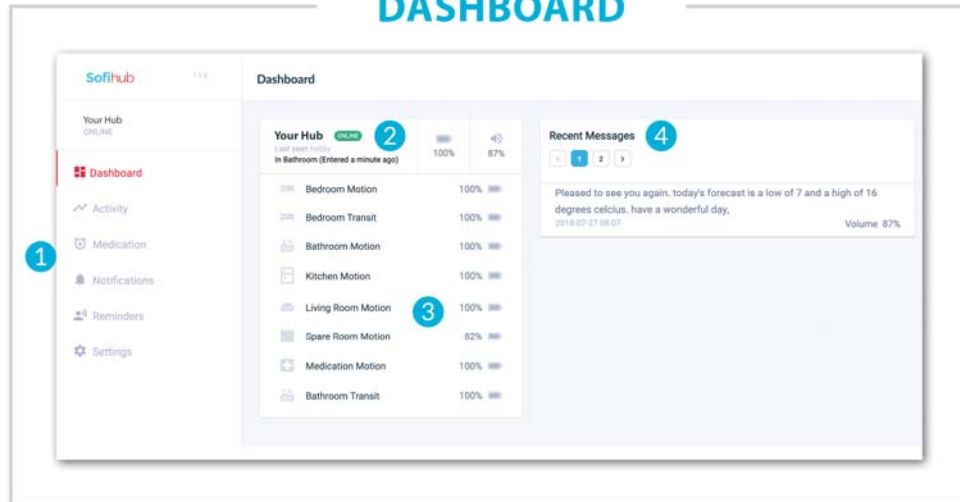 DASHBOARD
Sofihub
Dashboard
Your Hub
ONLINE
Dashboard
Activity
Medication
Notifications
Reminders
Settings
1
Your Hub ONLINE 2
Last seen today
In Bathroom (Entered a minute ago)
100%
87%
Bedroom Motion 100%
Bedroom Transit 100%
Bathroom Motion 100%
Kitchen Motion 100%
Living Room Motion 3 100%
Spare Room Motion 82%
Medication Motion 100%
Bathroom Transit 100%
Recent Messages 4
‹ 1 2 ›
Pleased to see you again. today's forecast is a low of 7 and a high of 16
degrees celcius. have a wonderful day,
2018-07-27 08:07
Volume 87%